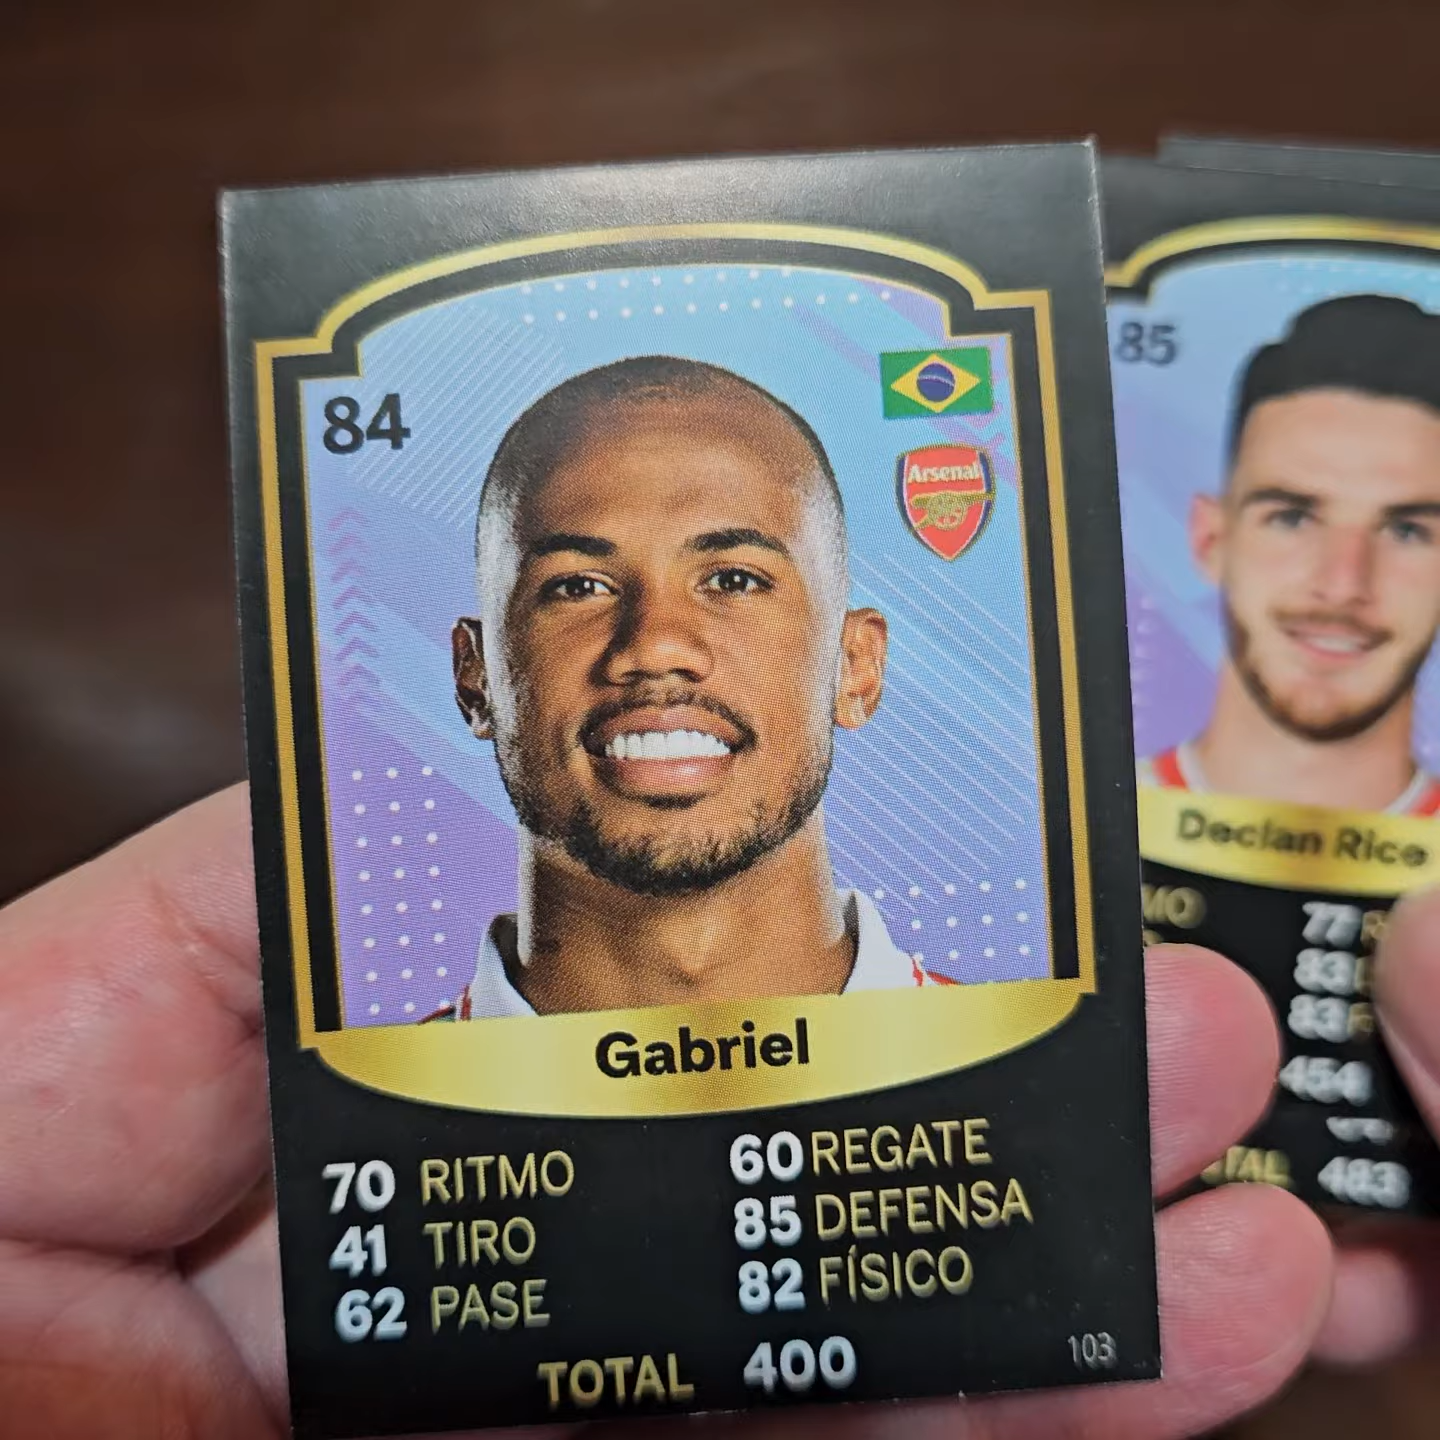 84
Arsenal
Gabriel
70 RITMO 60 REGATE
41 TIRO 85 DEFENSA
62 PASE 82 FÍSICO
TOTAL 400
103
85
Declan Rice
77
83
83
454
483